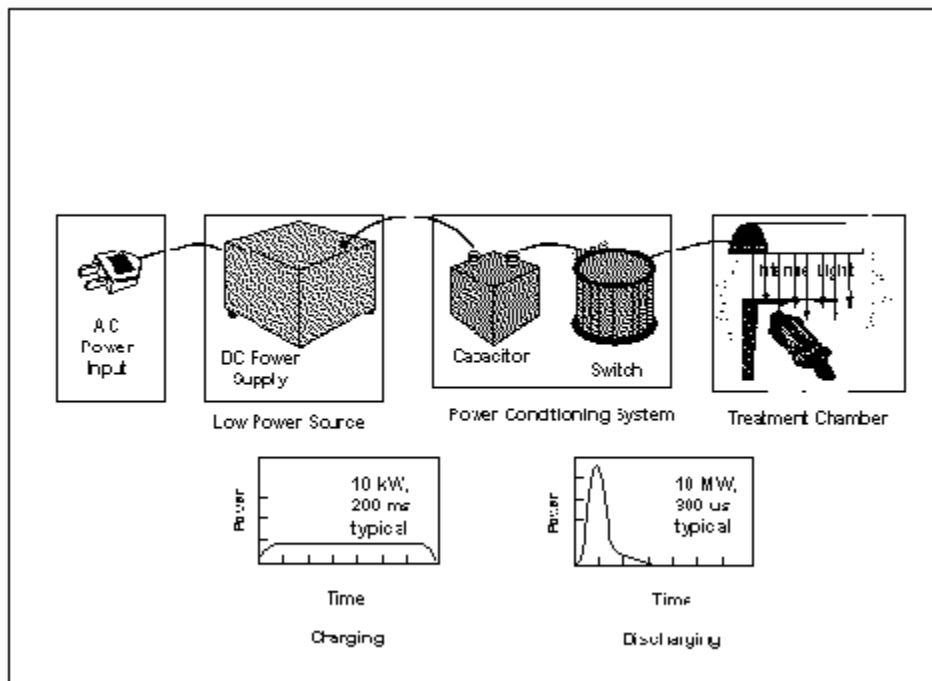 AC
Power
Input
DC Power
Supply
Low Power Source
Capacitor
Switch
Power Conditioning System
Intense Light
Treatment Chamber
Power
10 kW,
200 ms
typical
Time
Charging
Power
10 MW,
300 us
typical
Time
Discharging